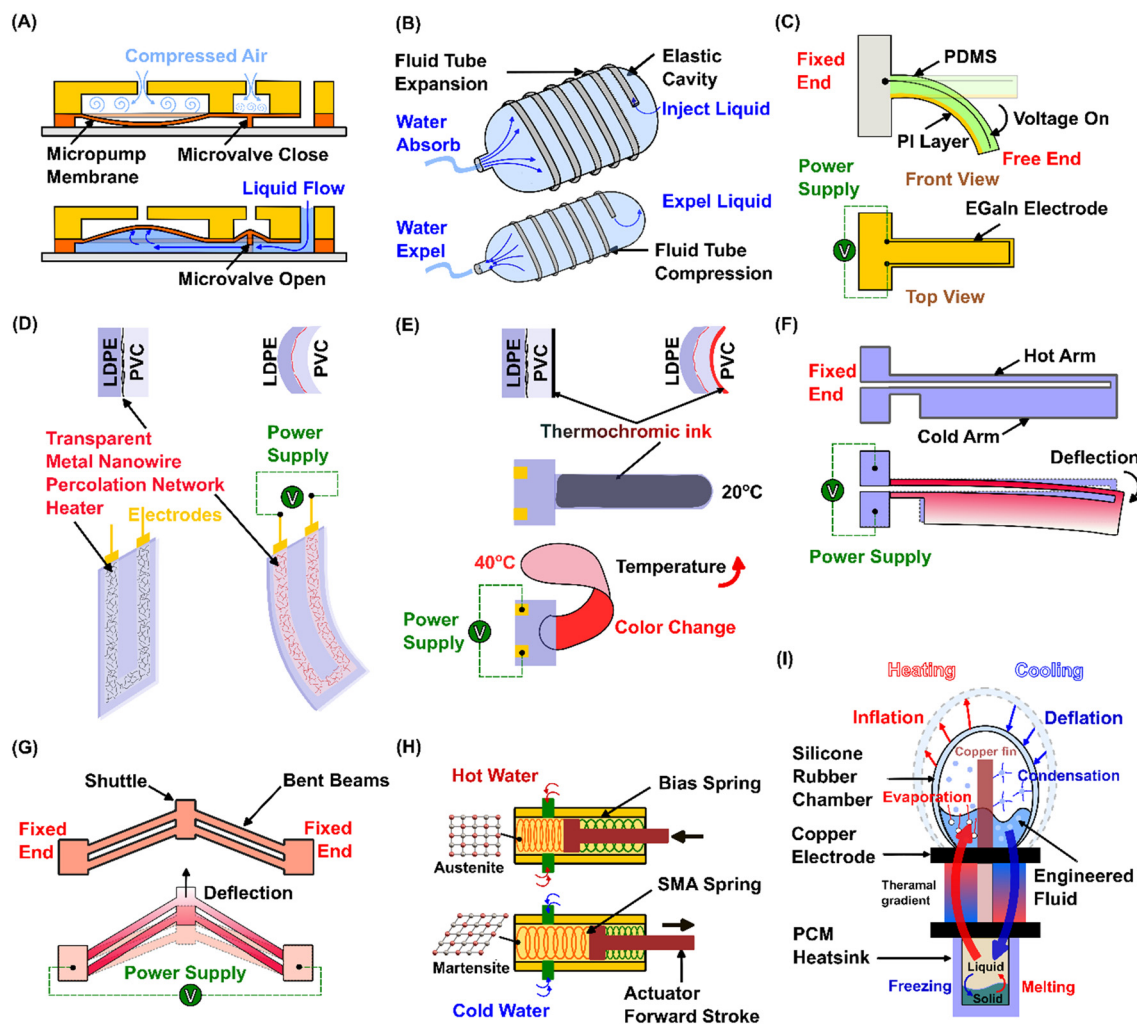 (A)
Compressed Air
Micropump
Membrane
Microvalve Close
Liquid Flow
Microvalve Open
(B)
Fluid Tube
Expansion
Elastic
Cavity
Inject Liquid
Water
Absorb
Expel Liquid
Water
Expel
Fluid Tube
Compression
(C)
Fixed
End
PDMS
Voltage On
PI Layer
Free End
Front View
Power
Supply
EGaIn Electrode
V
Top View
(D)
LDPE
PVC
LDPE
PVC
Transparent
Metal Nanowire
Percolation Network
Heater
Power
Supply
V
Electrodes
(E)
LDPE
PVC
LDPE
PVC
Thermochromic ink
20°C
40°C
Temperature
Power
Supply
V
Color Change
(F)
Hot Arm
Fixed
End
Cold Arm
Deflection
V
Power Supply
(G)
Shuttle
Bent Beams
Fixed
End
Fixed
End
Deflection
Power Supply
V
(H)
Hot Water
Bias Spring
Austenite
SMA Spring
Martensite
Cold Water
Actuator
Forward Stroke
(I)
Heating
Cooling
Inflation
Deflation
Silicone
Rubber
Chamber
Copper fin
Condensation
Evaporation
Copper
Electrode
Engineered
Fluid
Theramal
gradient
PCM
Heatsink
Liquid
Freezing
Melting
Solid